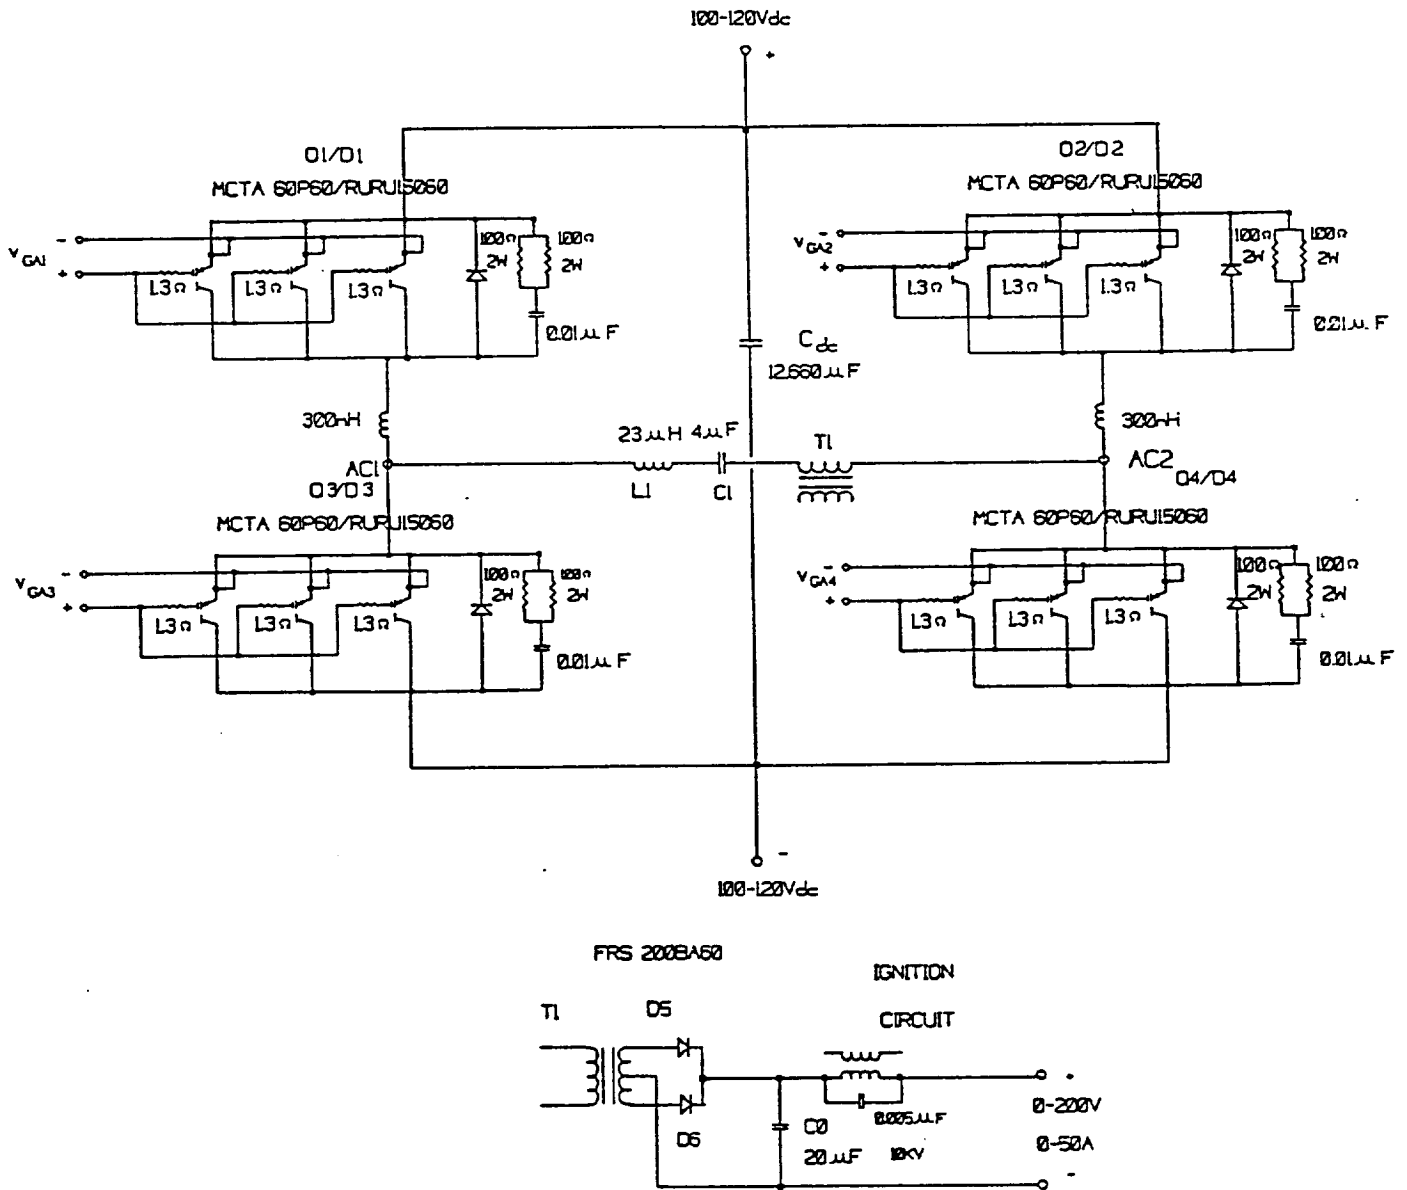 100-120Vdc
+
Q1/D1
MCTA 60P60/RURU15060
Q2/D2
MCTA 60P60/RURU15060
VGA1
-
+
1.3Ω 1.3Ω 1.3Ω
100Ω 2W
100Ω 2W
0.01µF
VGA2
-
+
1.3Ω 1.3Ω 1.3Ω
100Ω 2W
100Ω 2W
0.01µF
Cdc
12,660µF
300nH
300nH
23µH 4µF
T1
AC1
L1 C1
AC2
Q3/D3
MCTA 60P60/RURU15060
Q4/D4
MCTA 60P60/RURU15060
VGA3
-
+
1.3Ω 1.3Ω 1.3Ω
100Ω 2W
100Ω 2W
0.01µF
VGA4
-
+
1.3Ω 1.3Ω 1.3Ω
100Ω 2W
100Ω 2W
0.01µF
-
100-120Vdc
FRS 200BA60
IGNITION
CIRCUIT
T1
D5
D6
C0
20µF
0.005µF
10KV
+
0-200V
0-50A
-